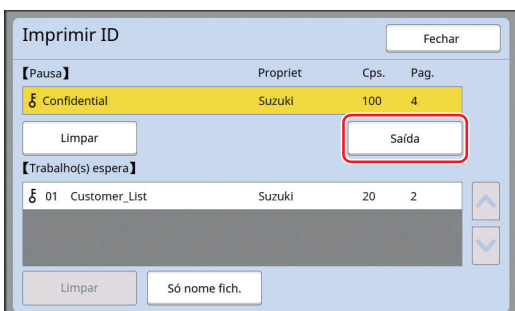 Imprimir ID Fechar
【Pausa】 Propriet Cps. Pag.
Confidential Suzuki 100 4
Limpar Saída
【Trabalho(s) espera】
01 Customer_List Suzuki 20 2
Limpar Só nome fich.